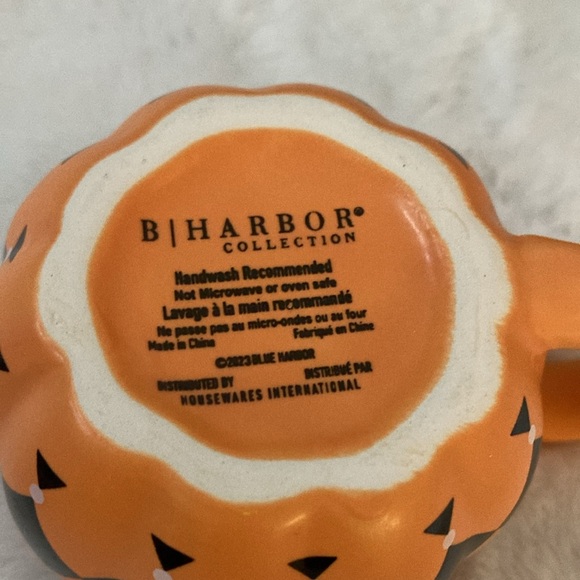 B | HARBOR®
COLLECTION
Handwash Recommended
Not Microwave or oven safe
Lavage à la main recommandé
Ne passe pas au micro-ondes ou au four
Made in China Fabriqué en Chine
©2023 BLUE HARBOR
DISTRIBUTED BY DISTRIBUÉ PAR
HOUSEWARES INTERNATIONAL